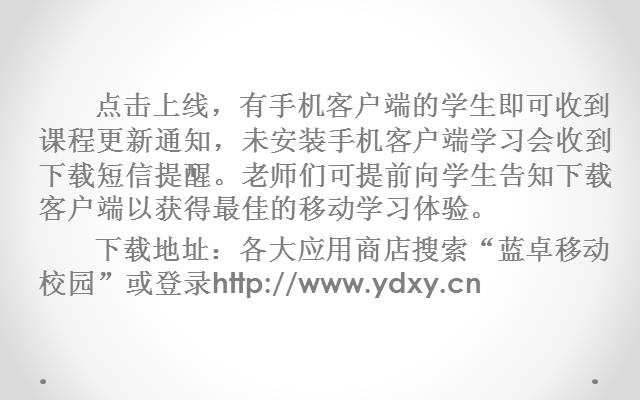 点击上线，有手机客户端的学生即可收到
课程更新通知，未安装手机客户端学习会收到
下载短信提醒。老师们可提前向学生告知下载
客户端以获得最佳的移动学习体验。
下载地址：各大应用商店搜索“蓝卓移动
校园”或登录http://www.ydxy.cn